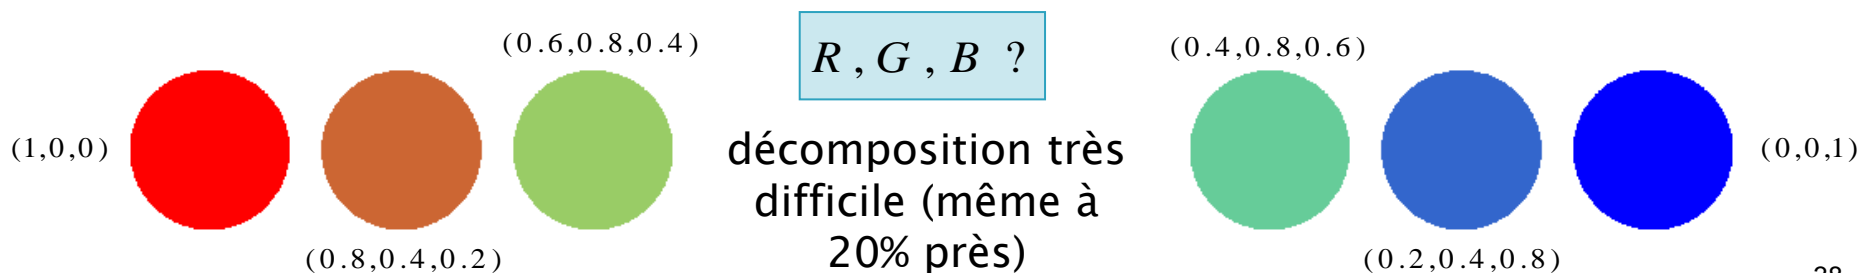 (0.6,0.8,0.4)
R , G , B ?
(0.4,0.8,0.6)
(1,0,0)
(0,0,1)
décomposition très
difficile (même à
20% près)
(0.8,0.4,0.2)
(0.2,0.4,0.8)